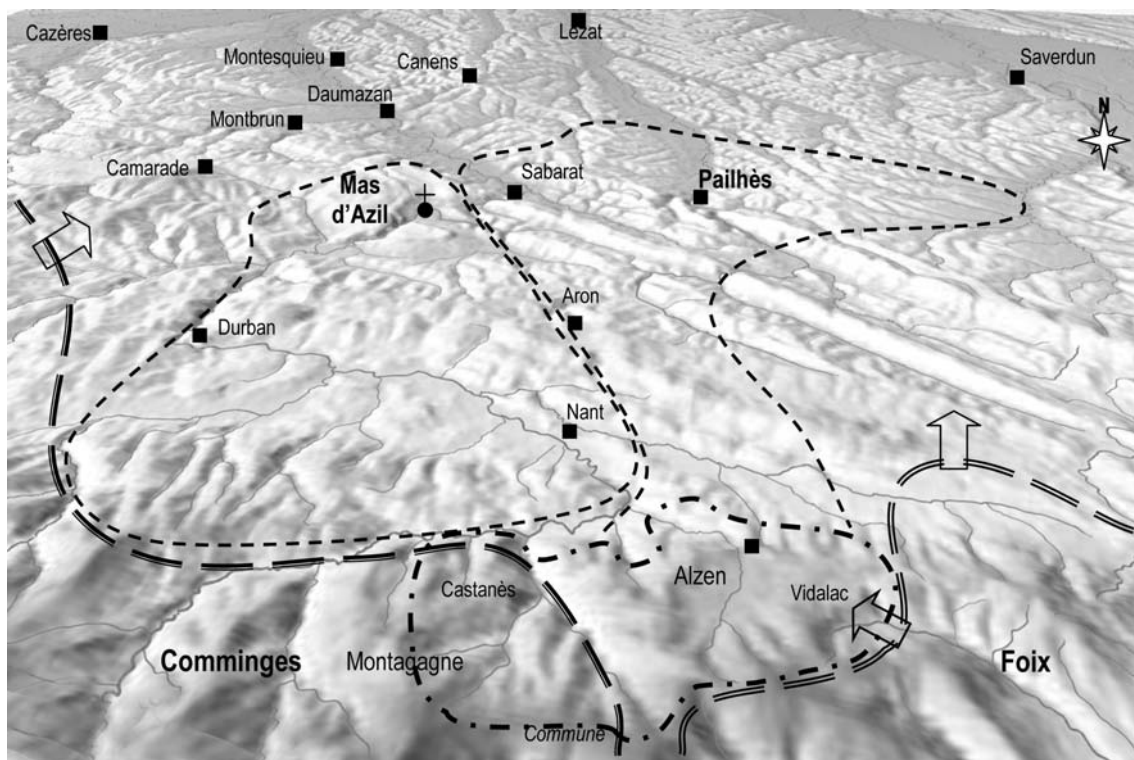 Cazères
Lézat
Montesquieu
Canens
Saverdun
Daumazan
Montbrun
N
Camarade
Sabarat
Mas
d'Azil
Pailhès
Aron
Durban
Nant
Alzen
Castanès
Vidalac
Comminges
Montagagne
Foix
Commune